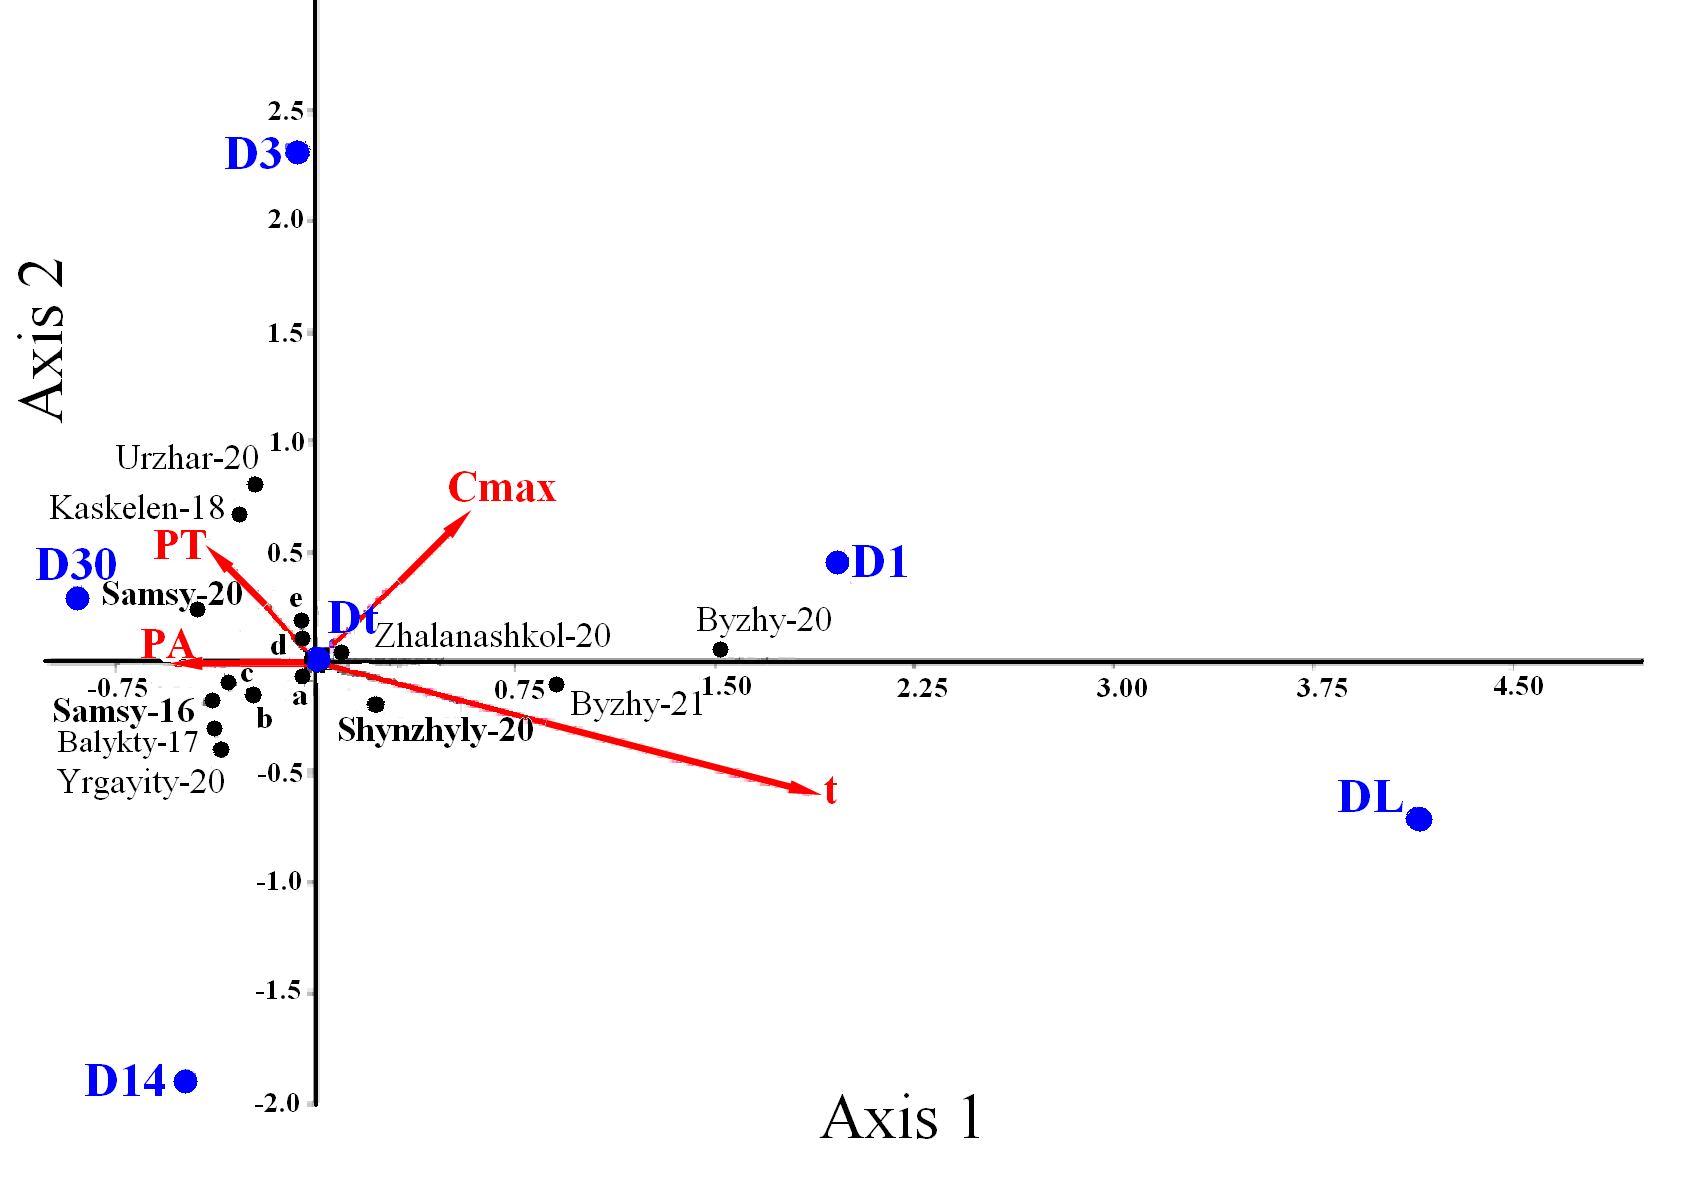 2.5
D3
2.0
Axis 2
1.5
1.0
Urzhar-20
Cmax
Kaskelen-18
PT
0.5
D30
D1
Samsy-20
e
Dt
Byzhy-20
Zhalanashkol-20
PA
d
c
-0.75
a
0.75
1.50
2.25
3.00
3.75
4.50
Samsy-16
b
Byzhy-21
Shynzhyly-20
Balykty-17
Yrgayity-20
-0.5
t
DL
-1.0
-1.5
D14
-2.0
Axis 1